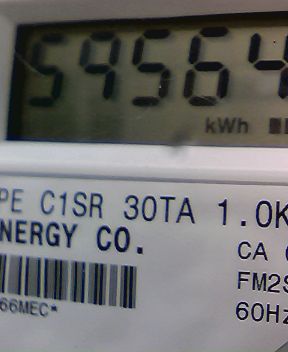 59564
kWh
PE C1SR 30TA 1.0K
NERGY CO.
CA
FM2S
66MEC*
60Hz